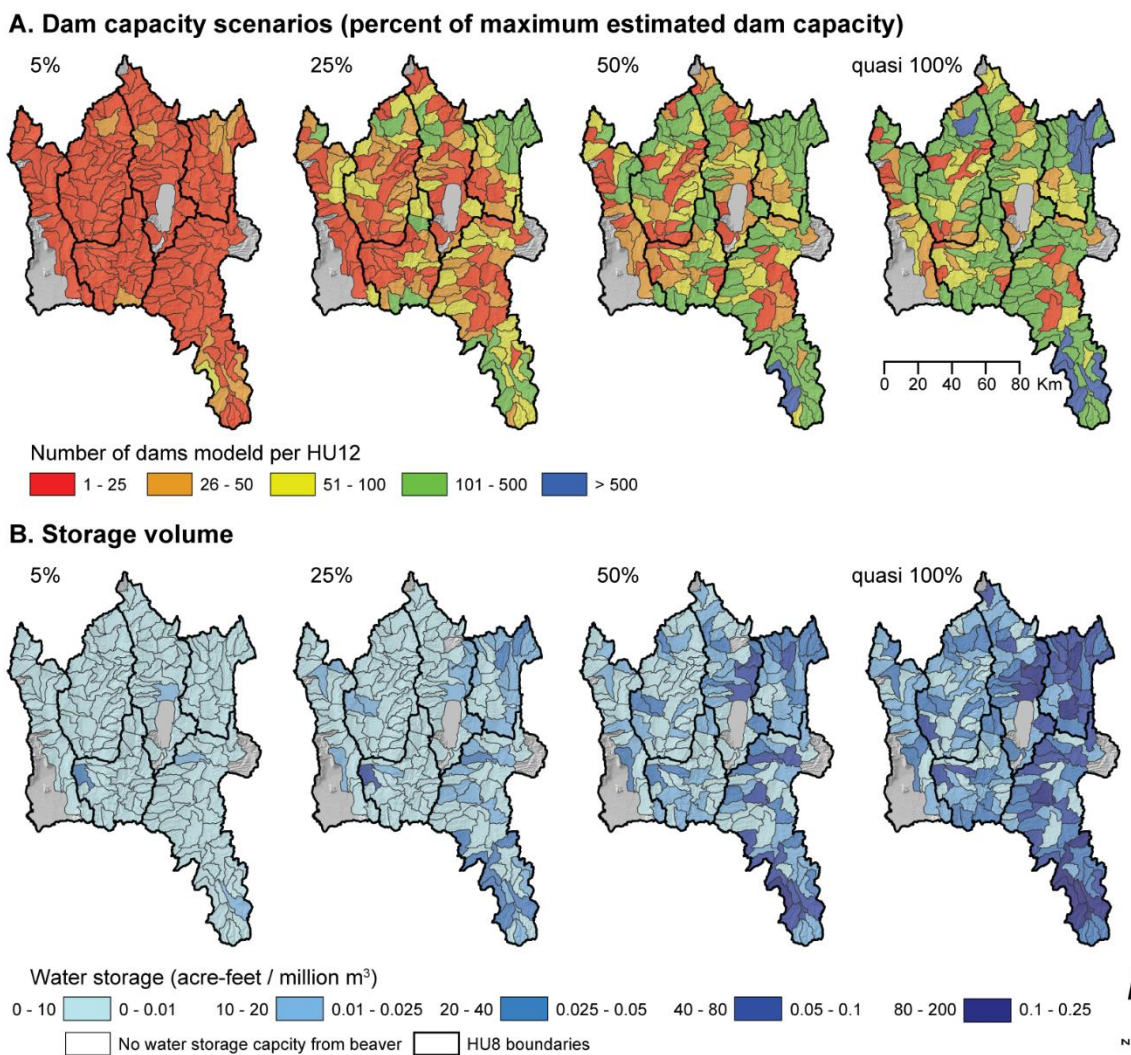 A. Dam capacity scenarios (percent of maximum estimated dam capacity)
5% 25% 50% quasi 100%
0 20 40 60 80 Km
Number of dams modeld per HU12
1 - 25 26 - 50 51 - 100 101 - 500 > 500
B. Storage volume
5% 25% 50% quasi 100%
Water storage (acre-feet / million m³)
0 - 10 0 - 0.01 10 - 20 0.01 - 0.025 20 - 40 0.025 - 0.05 40 - 80 0.05 - 0.1 80 - 200 0.1 - 0.25
No water storage capcity from beaver HU8 boundaries